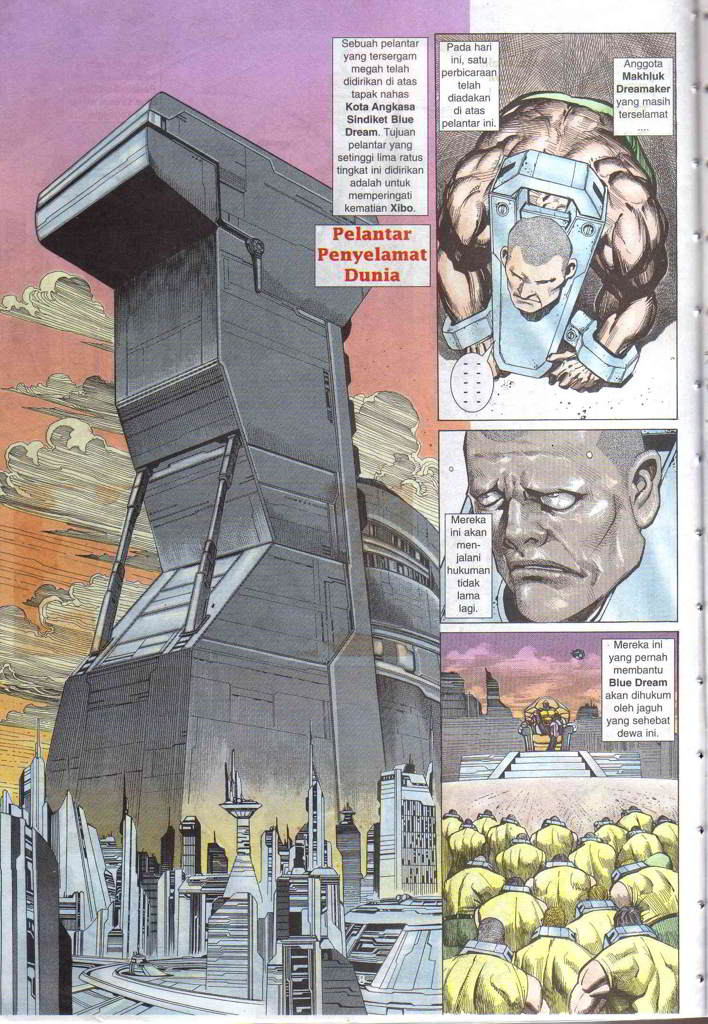 Sebuah pelantar
yang tersergam
megah telah
didirikan di atas
tapak nahas
Kota Angkasa
Sindiket Blue
Dream. Tujuan
pelantar yang
setinggi lima ratus
tingkat ini didirikan
adalah untuk
memperingati
kematian Xibo.
Pelantar
Penyelamat
Dunia
Pada hari
ini, satu
perbicaraan
telah
diadakan
di atas
pelantar ini.
Anggota
Makhluk
Dreamaker
yang masih
terselamat
....
Mereka
ini akan
men-
jalani
hukuman
tidak
lama
lagi.
Mereka ini
yang pernah
membantu
Blue Dream
akan dihukum
oleh jaguh
yang sehebat
dewa ini.